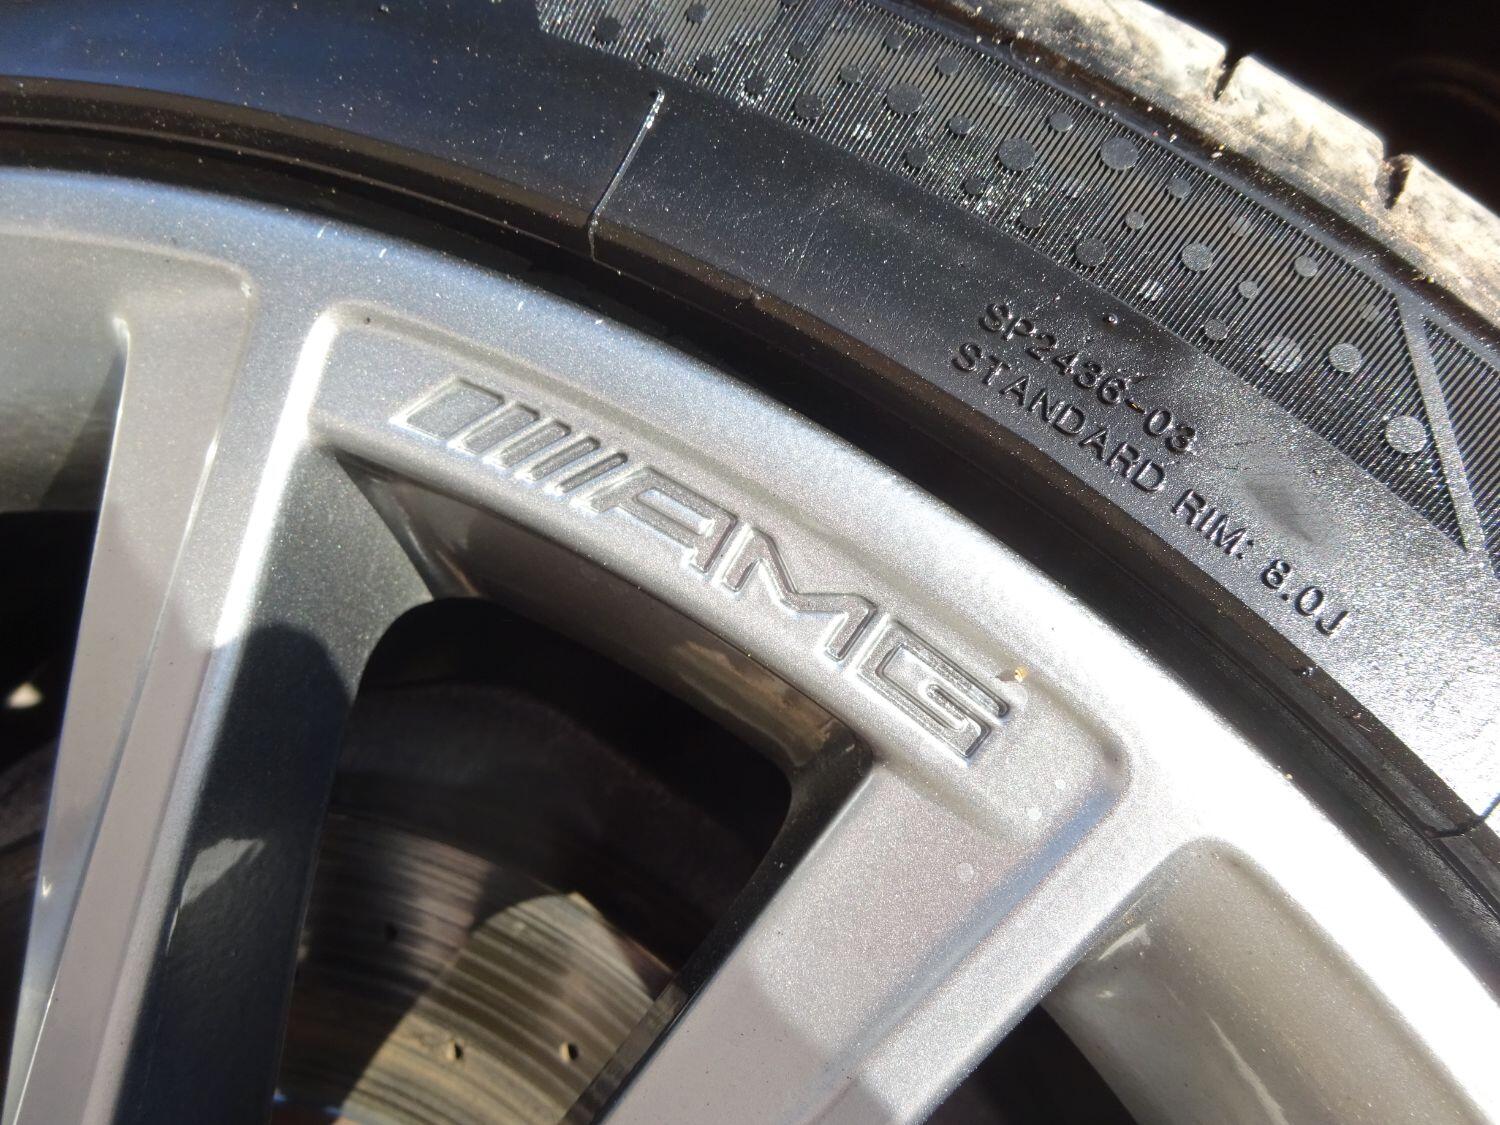 SP2436-03
STANDARD RIM: 8.0J
AMG